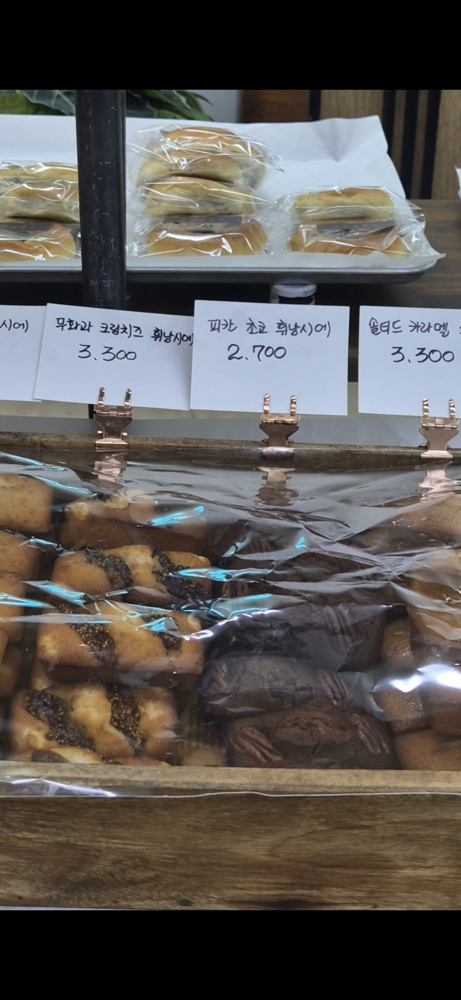 시에
무화과 크림치즈 휘낭시에
3.300
피칸 초코 휘낭시에
2.700
솔티드 카라멜
3.300